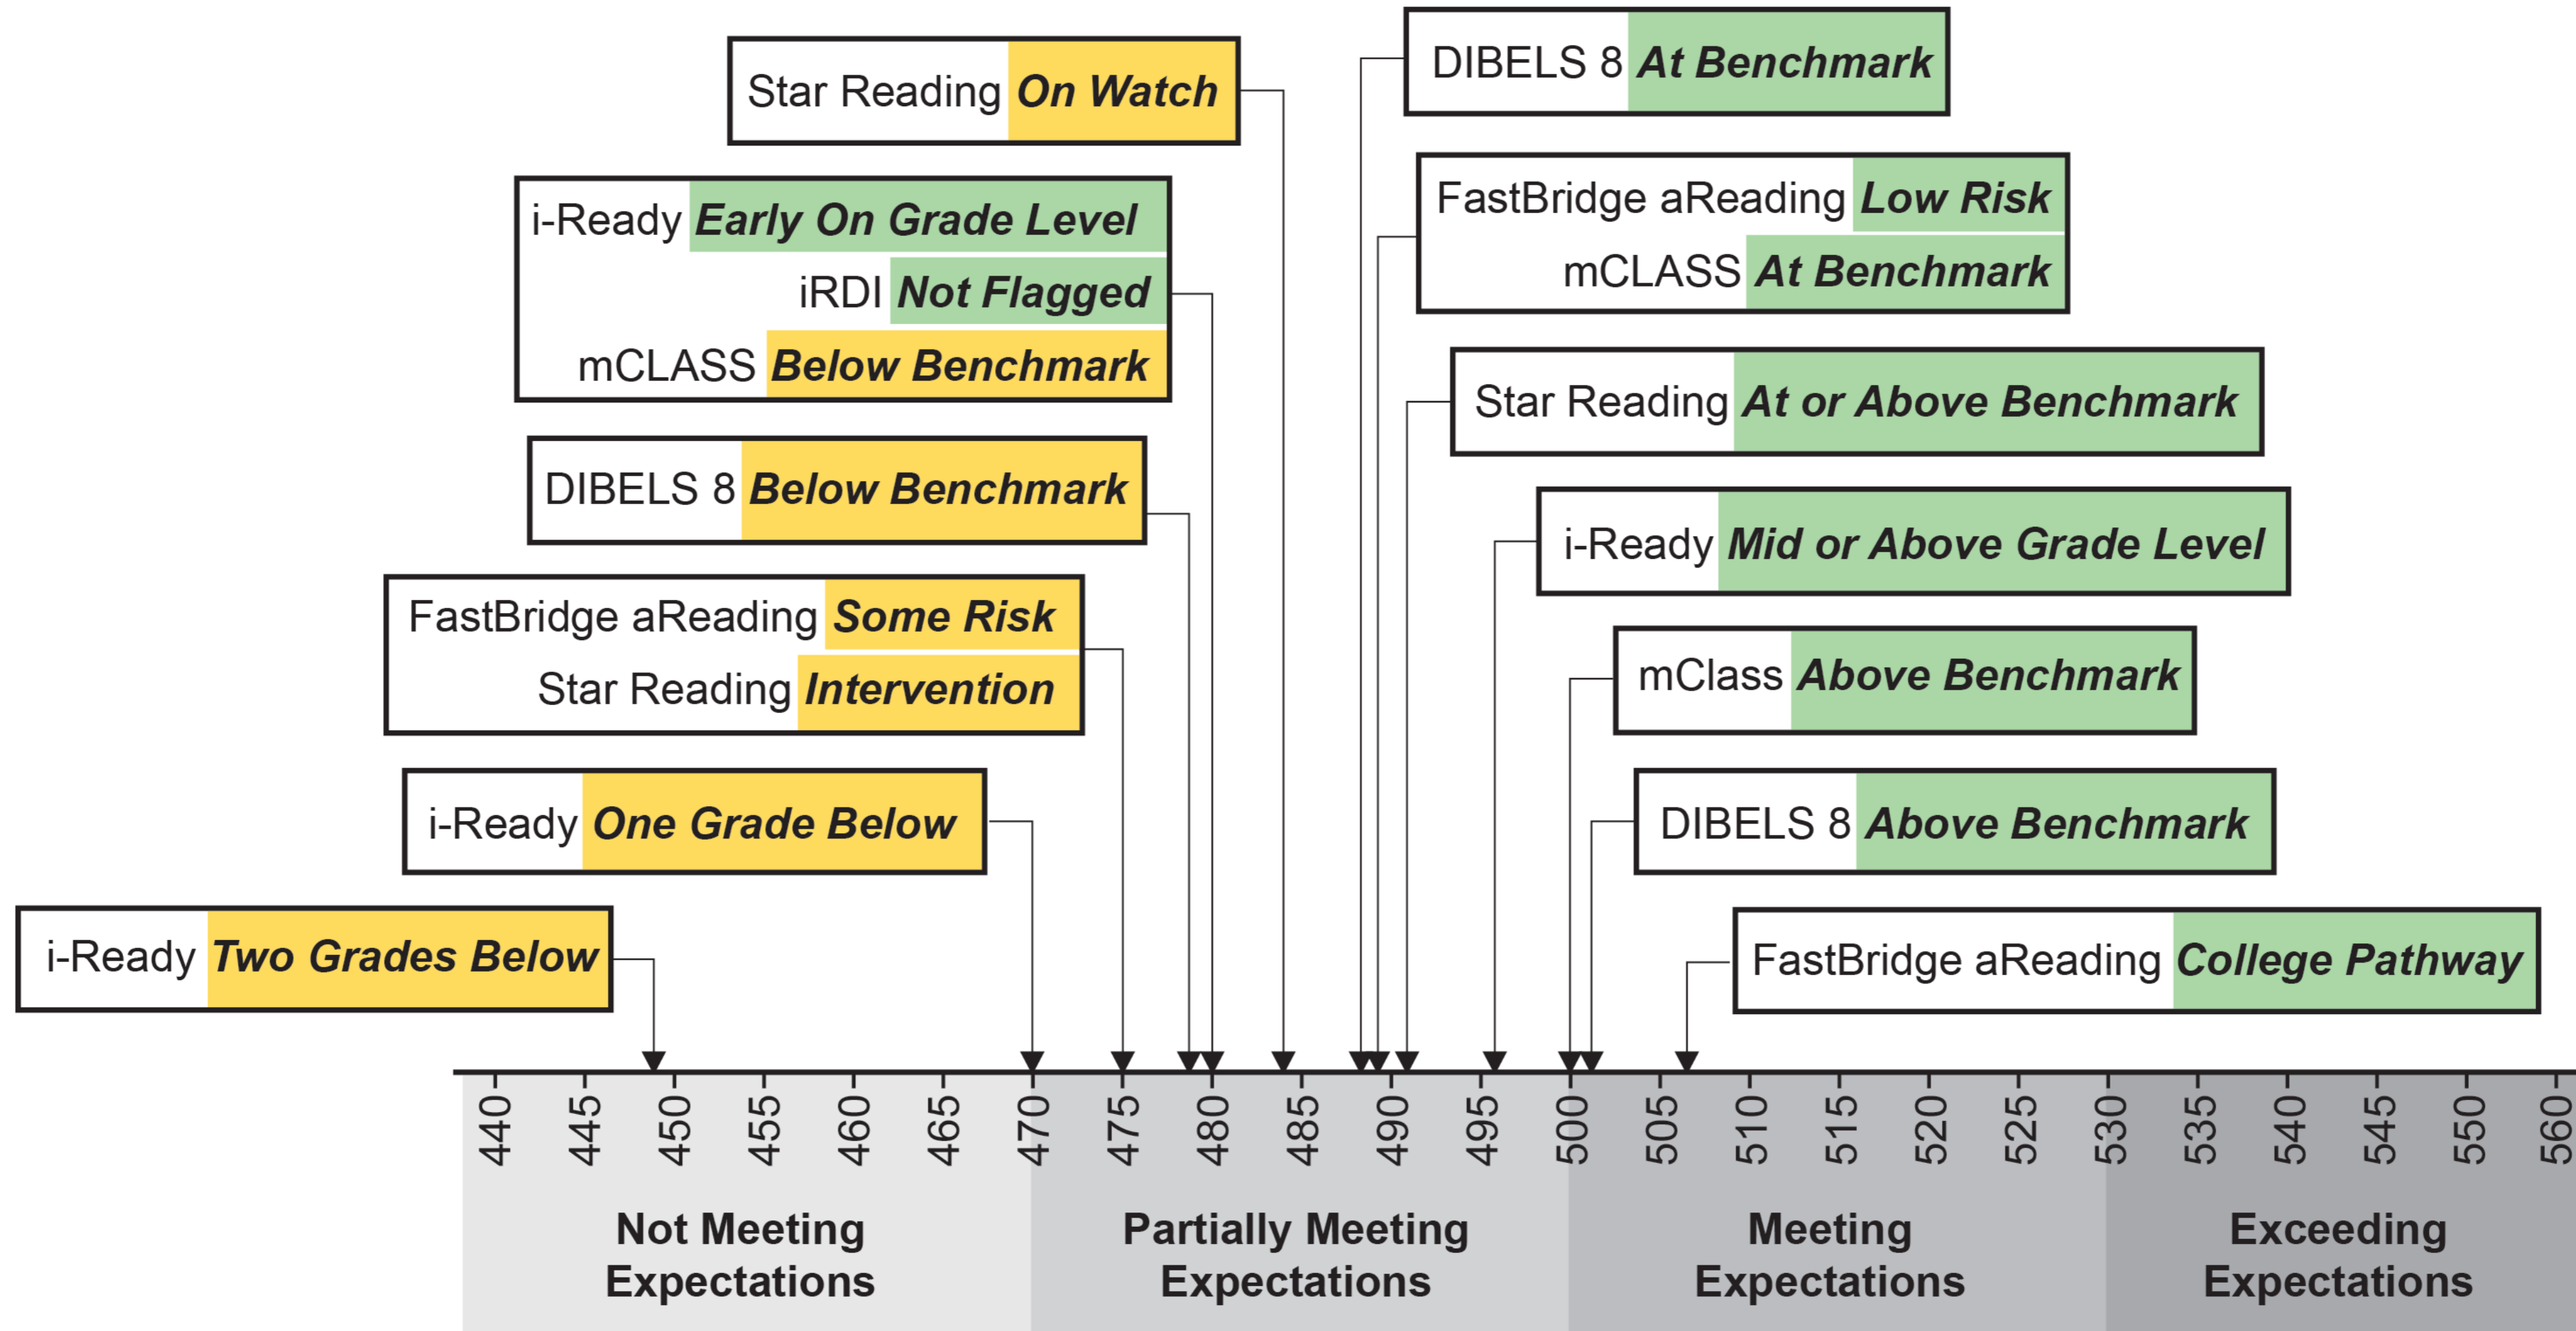 Star Reading On Watch
i-Ready Early On Grade Level
iRDI Not Flagged
mCLASS Below Benchmark
DIBELS 8 Below Benchmark
FastBridge aReading Some Risk
Star Reading Intervention
i-Ready One Grade Below
i-Ready Two Grades Below
DIBELS 8 At Benchmark
FastBridge aReading Low Risk
mCLASS At Benchmark
Star Reading At or Above Benchmark
i-Ready Mid or Above Grade Level
mClass Above Benchmark
DIBELS 8 Above Benchmark
FastBridge aReading College Pathway
440 445 450 455 460 465 470 475 480 485 490 495 500 505 510 515 520 525 530 535 540 545 550 560
Not Meeting
Expectations
Partially Meeting
Expectations
Meeting
Expectations
Exceeding
Expectations